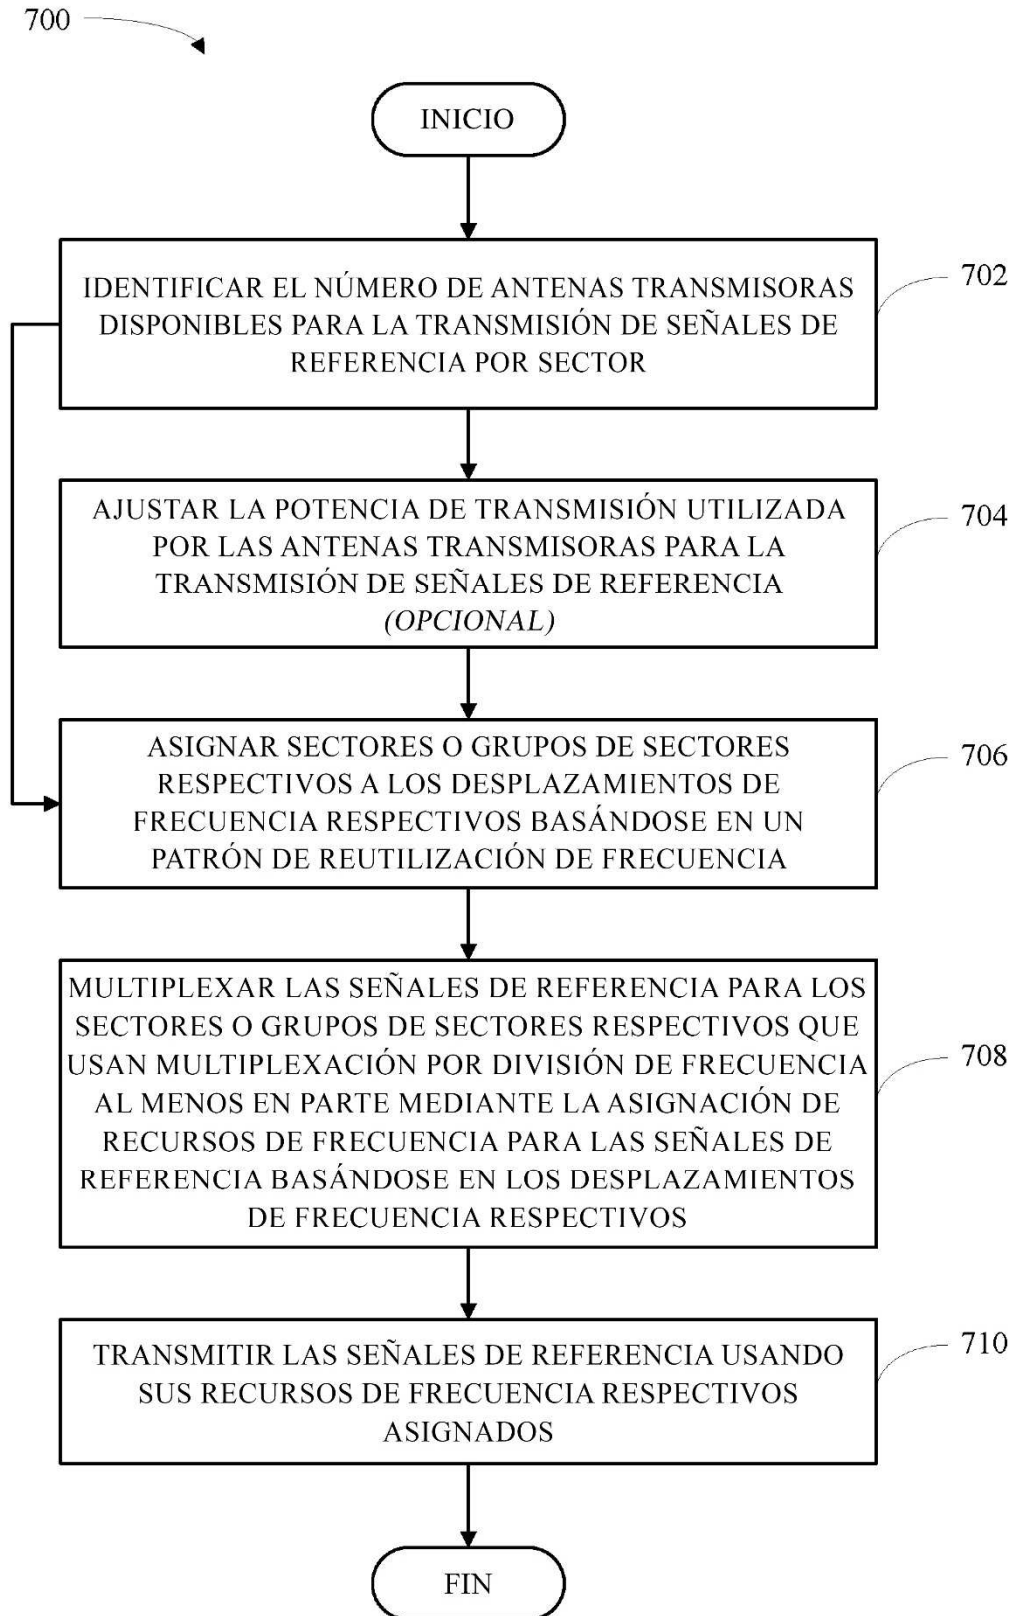 700
INICIO
IDENTIFICAR EL NÚMERO DE ANTENAS TRANSMISORAS
DISPONIBLES PARA LA TRANSMISIÓN DE SEÑALES DE
REFERENCIA POR SECTOR
702
AJUSTAR LA POTENCIA DE TRANSMISIÓN UTILIZADA
POR LAS ANTENAS TRANSMISORAS PARA LA
TRANSMISIÓN DE SEÑALES DE REFERENCIA
(OPCIONAL)
704
ASIGNAR SECTORES O GRUPOS DE SECTORES
RESPECTIVOS A LOS DESPLAZAMIENTOS DE
FRECUENCIA RESPECTIVOS BASÁNDOSE EN UN
PATRÓN DE REUTILIZACIÓN DE FRECUENCIA
706
MULTIPLEXAR LAS SEÑALES DE REFERENCIA PARA LOS
SECTORES O GRUPOS DE SECTORES RESPECTIVOS QUE
USAN MULTIPLEXACIÓN POR DIVISIÓN DE FRECUENCIA
AL MENOS EN PARTE MEDIANTE LA ASIGNACIÓN DE
RECURSOS DE FRECUENCIA PARA LAS SEÑALES DE
REFERENCIA BASÁNDOSE EN LOS DESPLAZAMIENTOS
DE FRECUENCIA RESPECTIVOS
708
TRANSMITIR LAS SEÑALES DE REFERENCIA USANDO
SUS RECURSOS DE FRECUENCIA RESPECTIVOS
ASIGNADOS
710
FIN